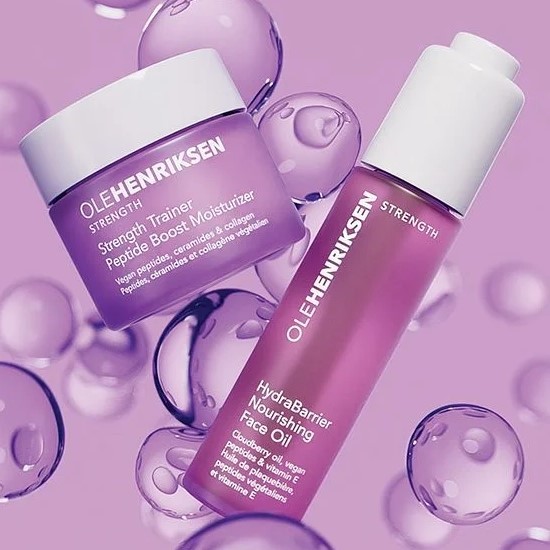 OLEHENRIKSEN
STRENGTH
Strength Trainer
Peptide Boost Moisturizer
Vegan peptides, ceramides & collagen
Peptides, céramides et collagène végétalien
OLEHENRIKSEN
STRENGTH
HydraBarrier
Nourishing
Face Oil
Cloudberry oil, vegan
peptides & vitamin E
Huile de plaquebière,
peptides végétaliens
et vitamine E